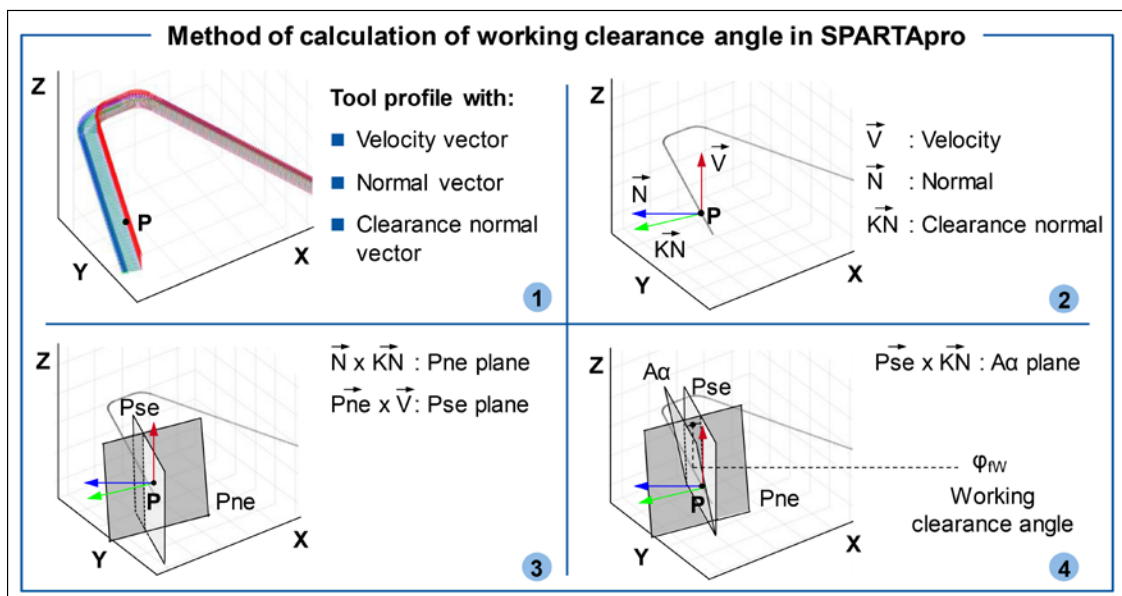 Method of calculation of working clearance angle in SPARTApro
Z
Y
X
P
Tool profile with:
Velocity vector
Normal vector
Clearance normal
vector
1
Z
Y
X
V
N
P
KN
V : Velocity
N : Normal
KN : Clearance normal
2
Z
Y
X
Pse
P
Pne
N x KN : Pne plane
Pne x V : Pse plane
3
Z
Y
X
Aα
Pse
P
Pne
Pse x KN : Aα plane
φfW
Working
clearance angle
4